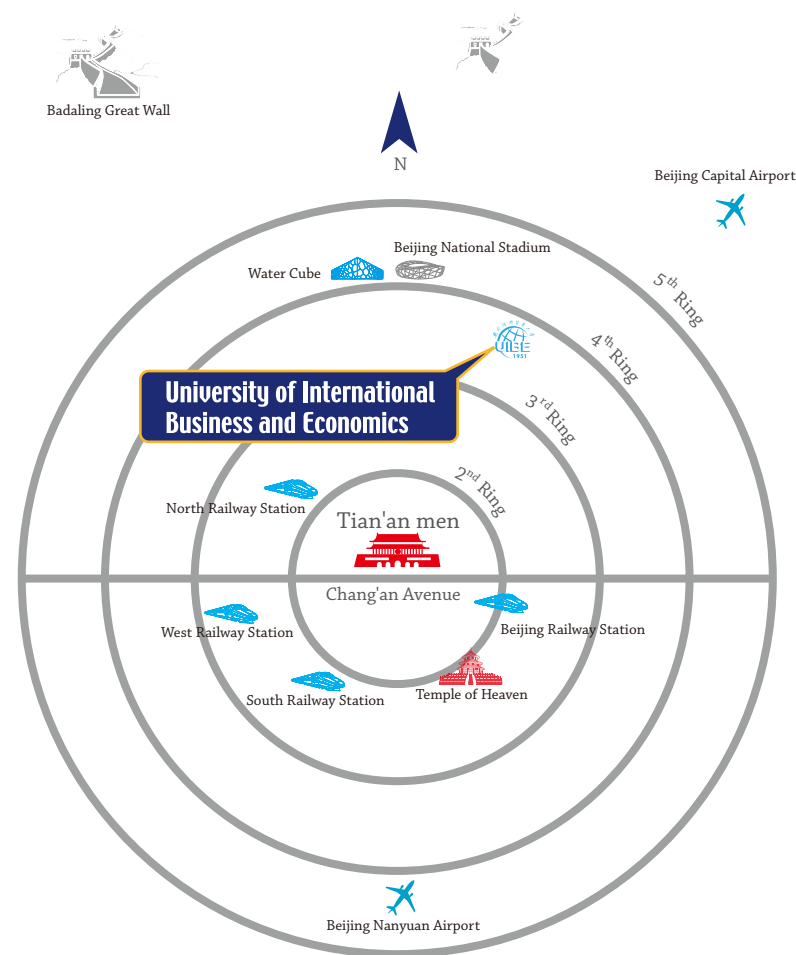 Badaling Great Wall
N
Beijing Capital Airport
Beijing National Stadium
Water Cube
5th Ring
4th Ring
UIBE
1951
University of International
Business and Economics
3rd Ring
2nd Ring
North Railway Station
Tian'an men
Chang'an Avenue
West Railway Station
Beijing Railway Station
South Railway Station
Temple of Heaven
Beijing Nanyuan Airport